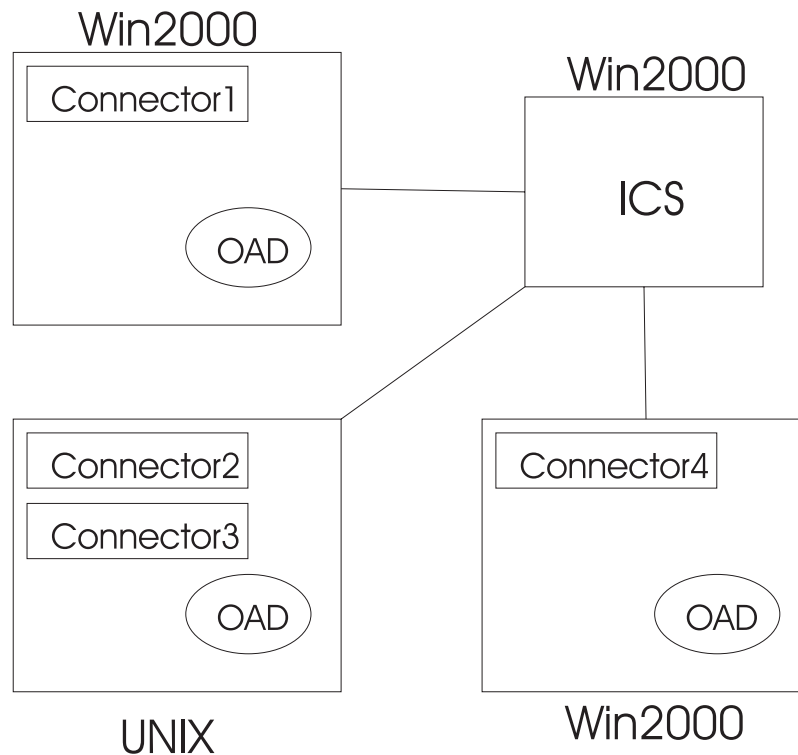 Win2000
Connector1
OAD
Win2000
ICS
Connector2
Connector3
OAD
UNIX
Connector4
OAD
Win2000